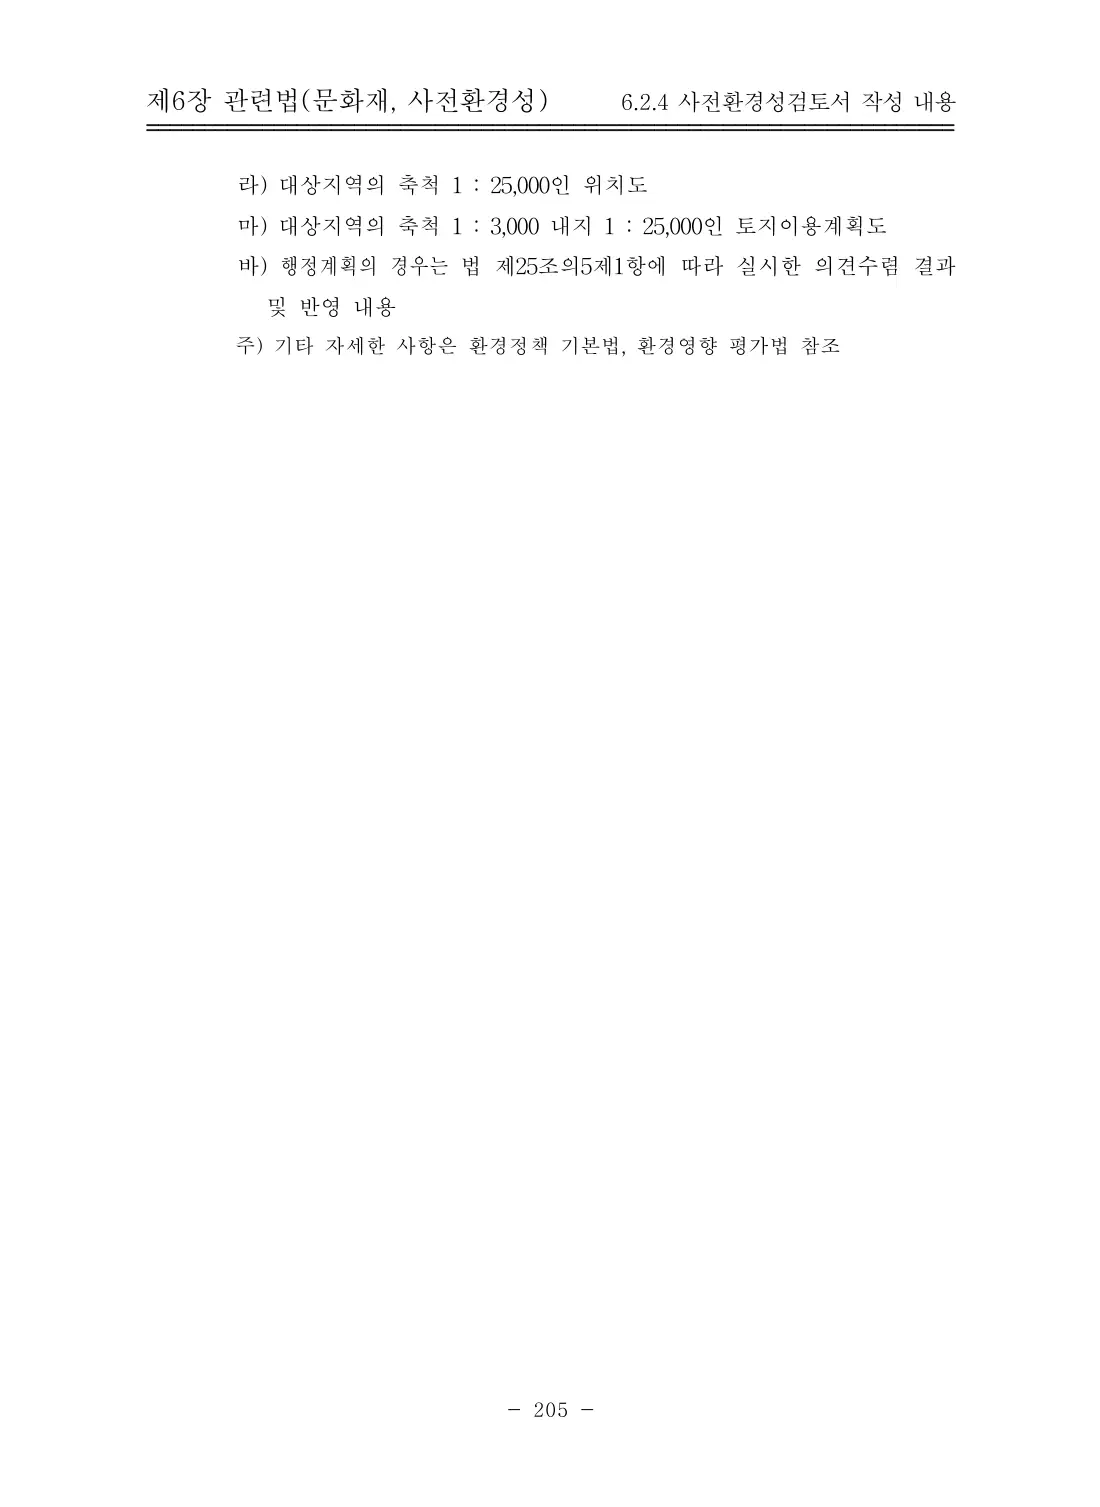 제6장 관련법(문화재, 사전환경성) 6.2.4 사전환경성검토서 작성 내용
라) 대상지역의 축척 1 : 25,000인 위치도
마) 대상지역의 축척 1 : 3,000 내지 1 : 25,000인 토지이용계획도
바) 행정계획의 경우는 법 제25조의5제1항에 따라 실시한 의견수렴 결과
및 반영 내용
주) 기타 자세한 사항은 환경정책 기본법, 환경영향 평가법 참조
- 205 -